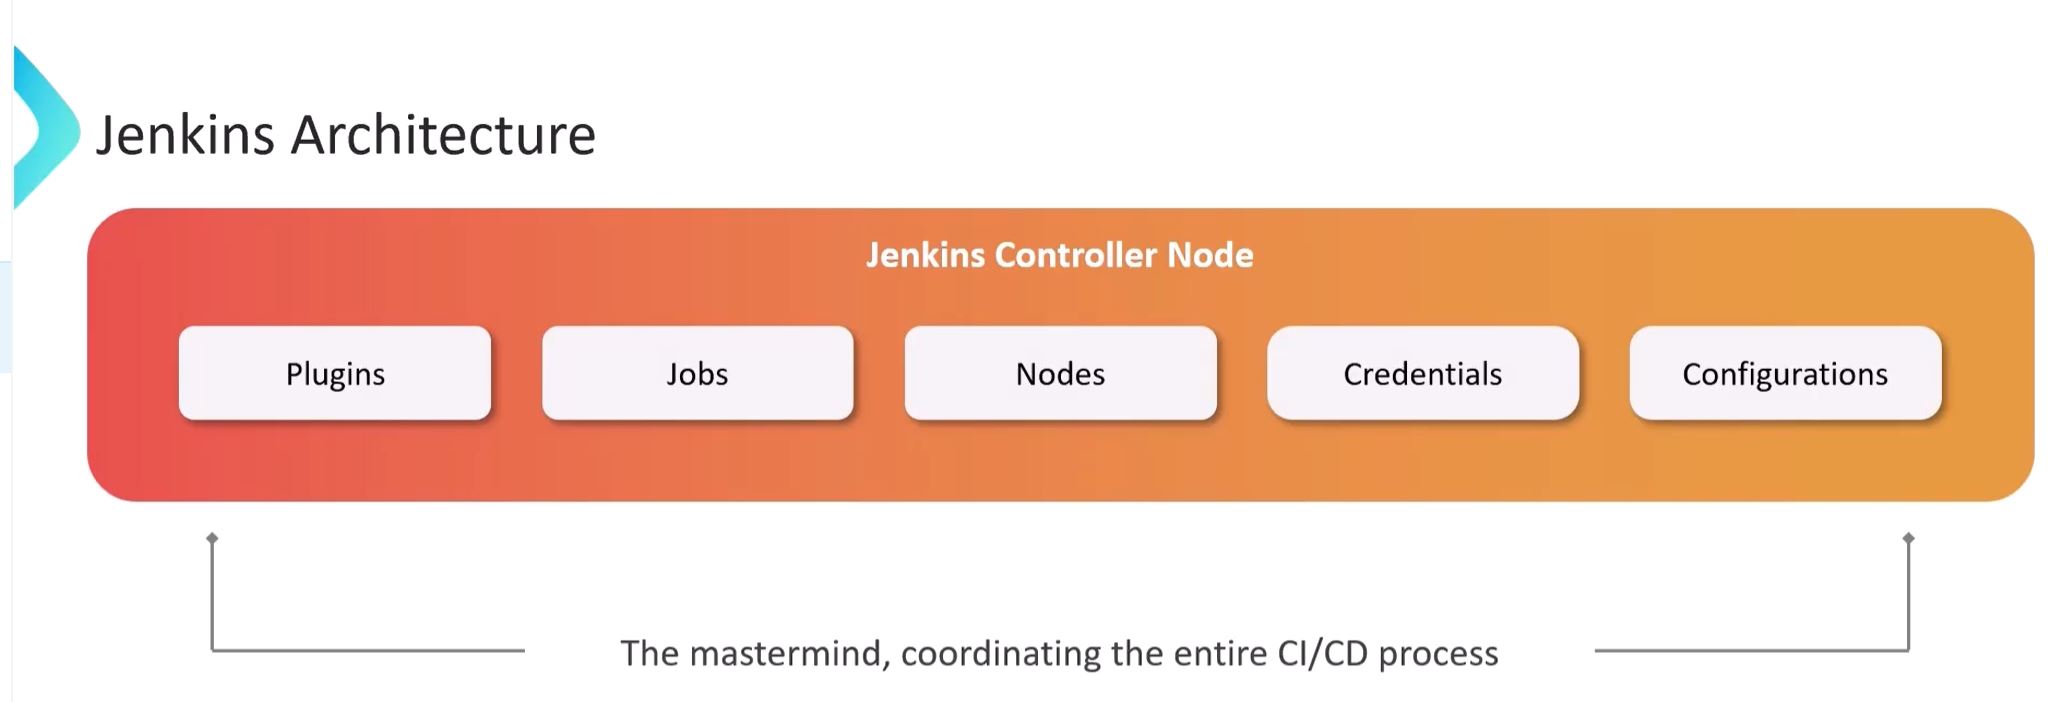 Jenkins Architecture
Jenkins Controller Node
Plugins
Jobs
Nodes
Credentials
Configurations
The mastermind, coordinating the entire CI/CD process